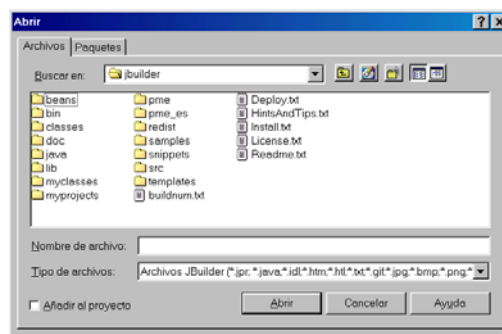 Abrir
Archivos Paquetes
Buscar en: jbuilder
beans pme Deploy.txt
bin pme_es HintsAndTips.txt
classes redist Install.txt
doc samples License.txt
java snippets Readme.txt
lib src
myclasses templates
myprojects buildnum.txt
Nombre de archivo:
Tipo de archivos: Archivos JBuilder (*.jpr; *.java;*.idl;*.htm;*.htl;*.txt;*.gif;*.jpg;*.bmp;*.png;*
Añadir al proyecto Abrir Cancelar Ayuda